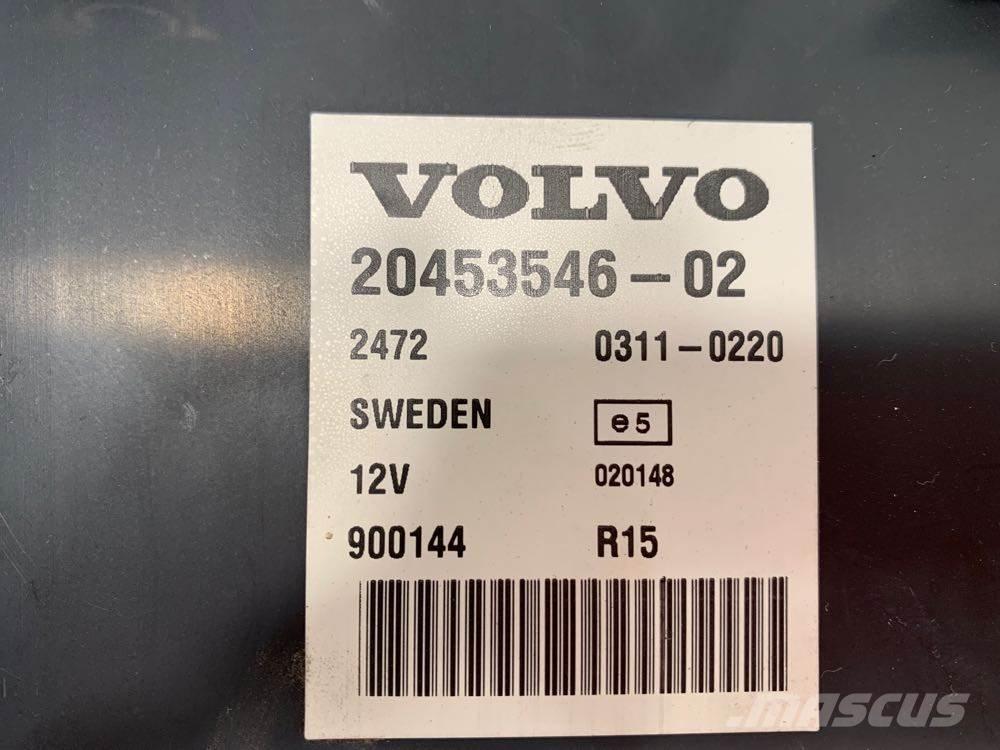 VOLVO
20453546-02
2472 0311-0220
SWEDEN e5
12V 020148
900144 R15
MASCUS